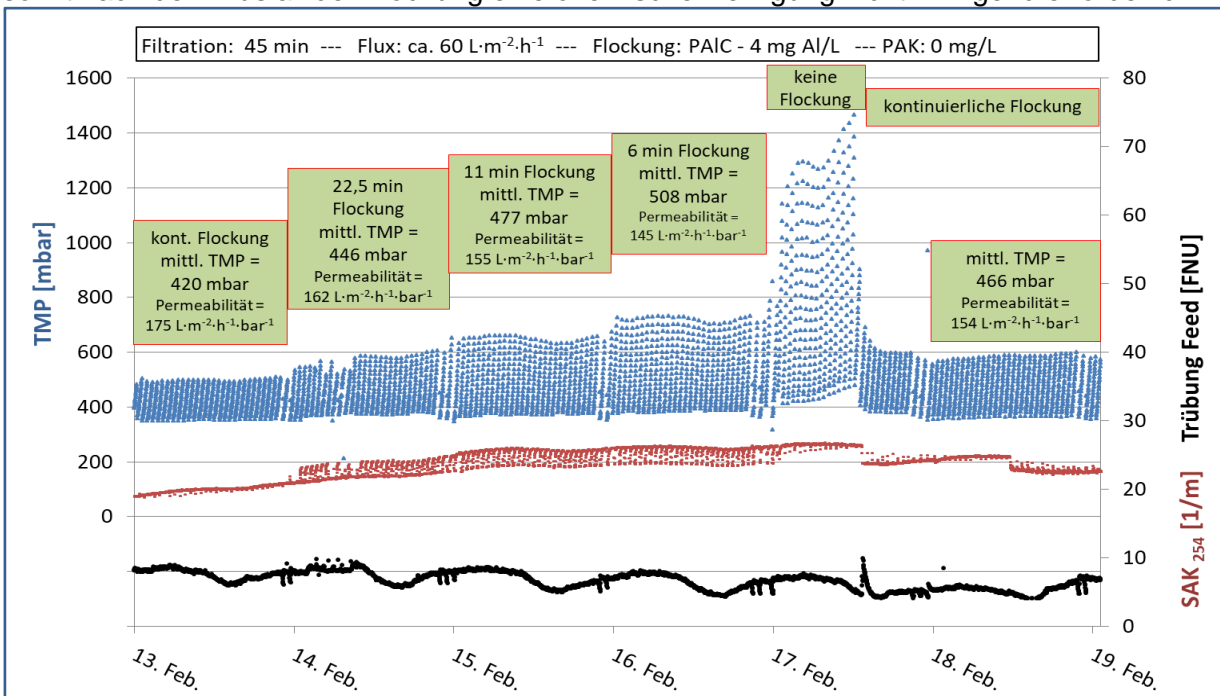 Filtration: 45 min --- Flux: ca. 60 L·m⁻²·h⁻¹ --- Flockung: PAlC - 4 mg Al/L --- PAK: 0 mg/L
1600
1400
1200
1000
800
600
400
200
0
TMP [mbar]
kont. Flockung
mittl. TMP =
420 mbar
Permeabilität =
175 L·m⁻²·h⁻¹·bar⁻¹
22,5 min
Flockung
mittl. TMP =
446 mbar
Permeabilität =
162 L·m⁻²·h⁻¹·bar⁻¹
11 min Flockung
mittl. TMP =
477 mbar
Permeabilität =
155 L·m⁻²·h⁻¹·bar⁻¹
6 min Flockung
mittl. TMP =
508 mbar
Permeabilität =
145 L·m⁻²·h⁻¹·bar⁻¹
keine
Flockung
kontinuierliche Flockung
mittl. TMP =
466 mbar
Permeabilität =
154 L·m⁻²·h⁻¹·bar⁻¹
80
70
60
50
40
30
20
10
0
Trübung Feed [FNU]
SAK ₂₅₄ [1/m]
13. Feb.
14. Feb.
15. Feb.
16. Feb.
17. Feb.
18. Feb.
19. Feb.